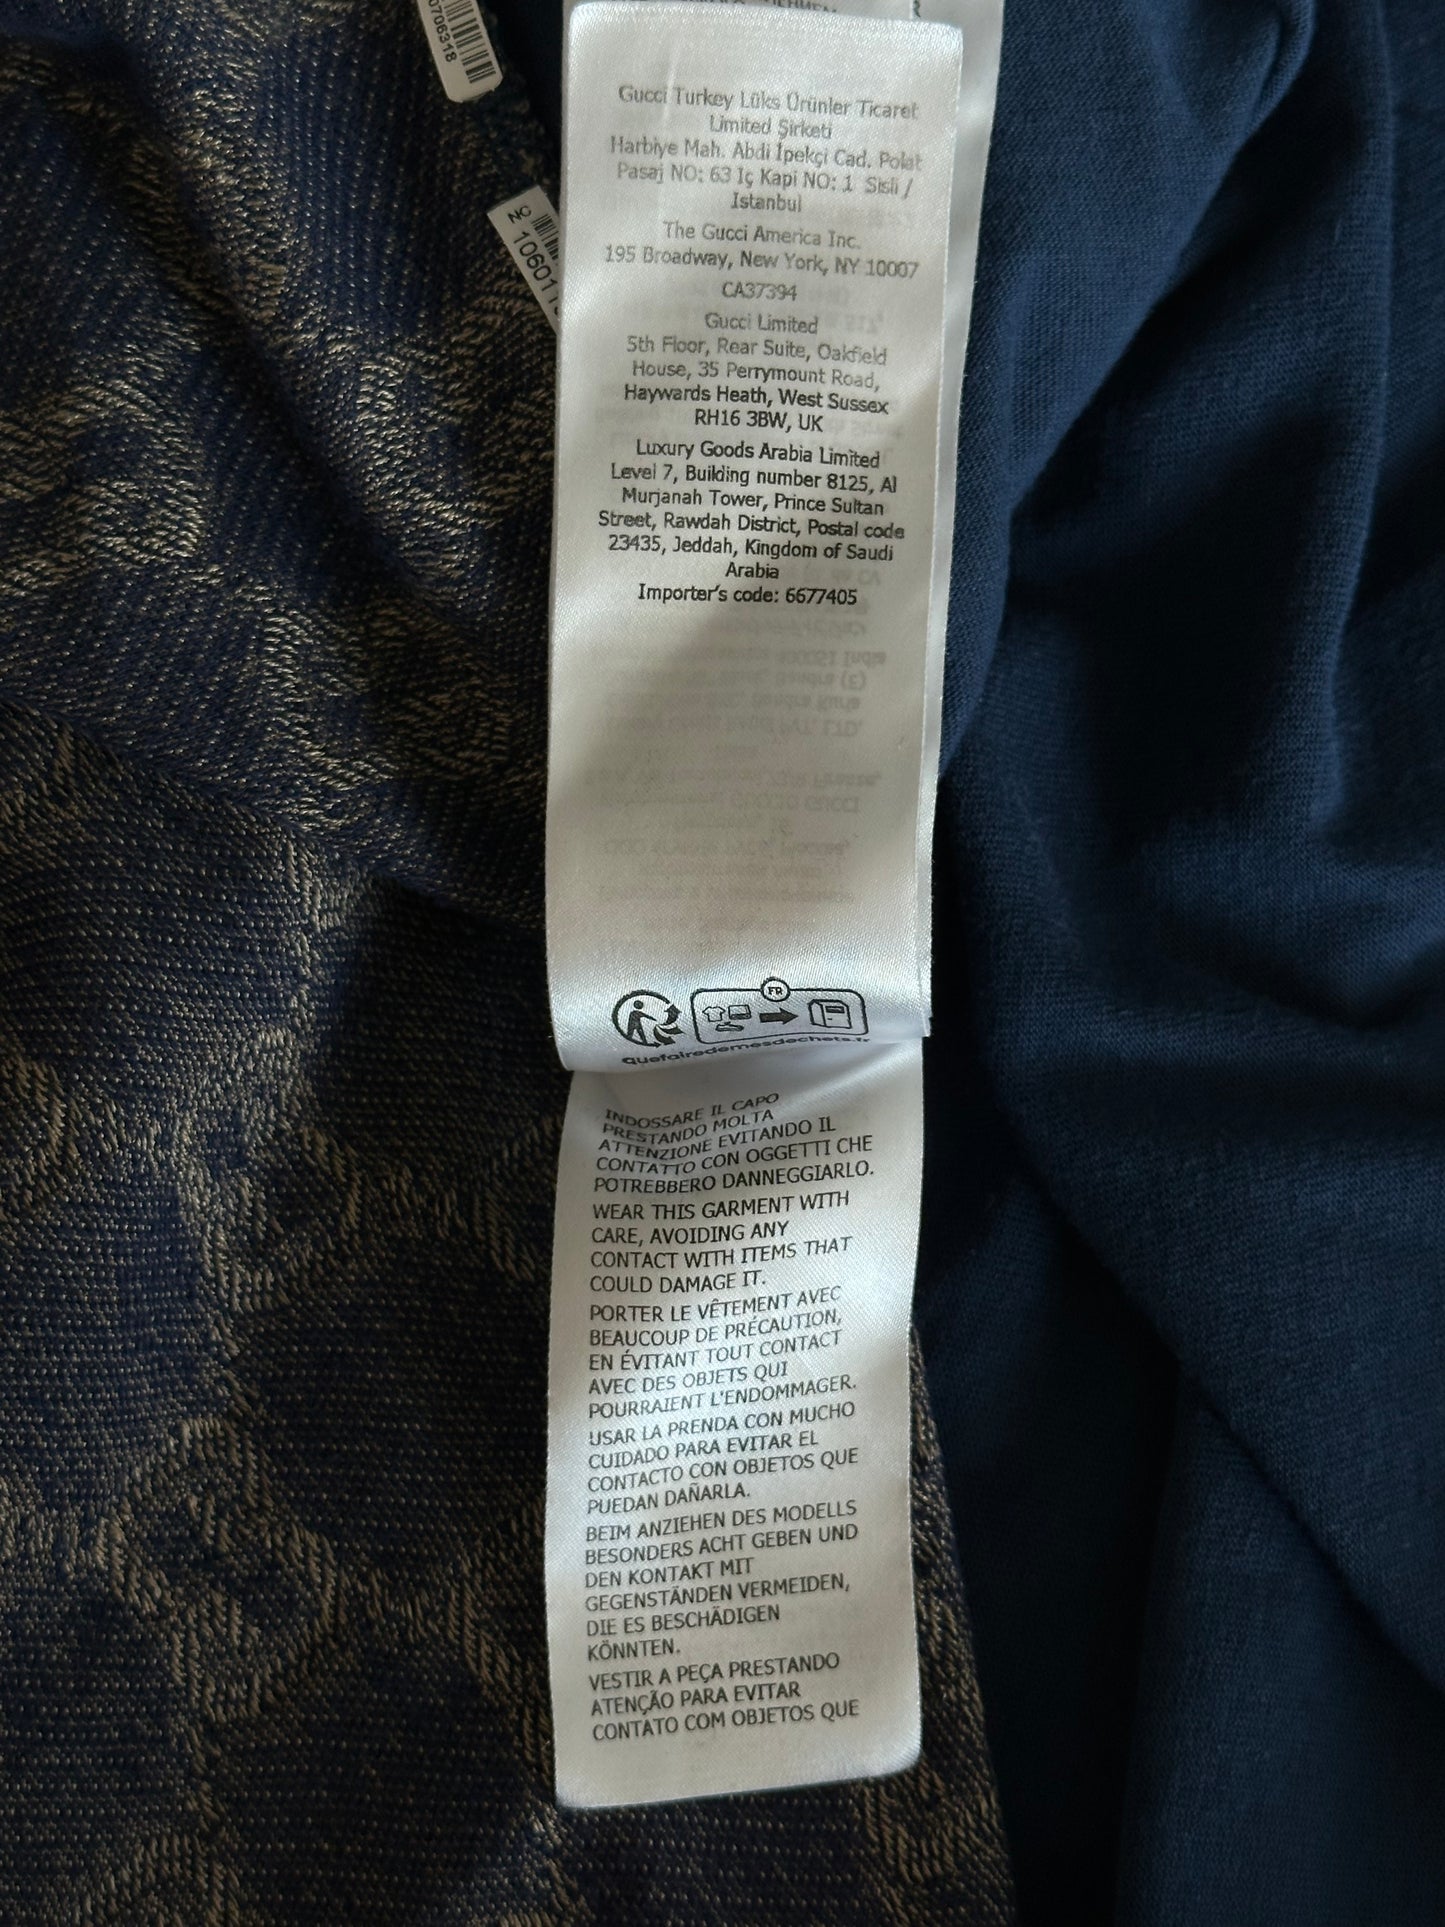 0706318
NC
Gucci Turkey Lüks Ürünler Ticaret
Limited Şirketi
Harbiye Mah. Abdi İpekçi Cad. Polat
Pasaj NO: 63 İç Kapi NO: 1 Sisli /
Istanbul
The Gucci America Inc.
195 Broadway, New York, NY 10007
CA37394
Gucci Limited
5th Floor, Rear Suite, Oakfield
House, 35 Perrymount Road,
Haywards Heath, West Sussex
RH16 3BW, UK
Luxury Goods Arabia Limited
Level 7, Building number 8125, Al
Murjanah Tower, Prince Sultan
Street, Rawdah District, Postal code
23435, Jeddah, Kingdom of Saudi
Arabia
Importer's code: 6677405
FR
quefairedemesdechets.fr
INDOSSARE IL CAPO
PRESTANDO MOLTA
ATTENZIONE EVITANDO IL
CONTATTO CON OGGETTI CHE
POTREBBERO DANNEGGIARLO.
WEAR THIS GARMENT WITH
CARE, AVOIDING ANY
CONTACT WITH ITEMS THAT
COULD DAMAGE IT.
PORTER LE VÊTEMENT AVEC
BEAUCOUP DE PRÉCAUTION,
EN ÉVITANT TOUT CONTACT
AVEC DES OBJETS QUI
POURRAIENT L'ENDOMMAGER.
USAR LA PRENDA CON MUCHO
CUIDADO PARA EVITAR EL
CONTACTO CON OBJETOS QUE
PUEDAN DAÑARLA.
BEIM ANZIEHEN DES MODELLS
BESONDERS ACHT GEBEN UND
DEN KONTAKT MIT
GEGENSTÄNDEN VERMEIDEN,
DIE ES BESCHÄDIGEN
KÖNNTEN.
VESTIR A PEÇA PRESTANDO
ATENÇÃO PARA EVITAR
CONTATO COM OBJETOS QUE